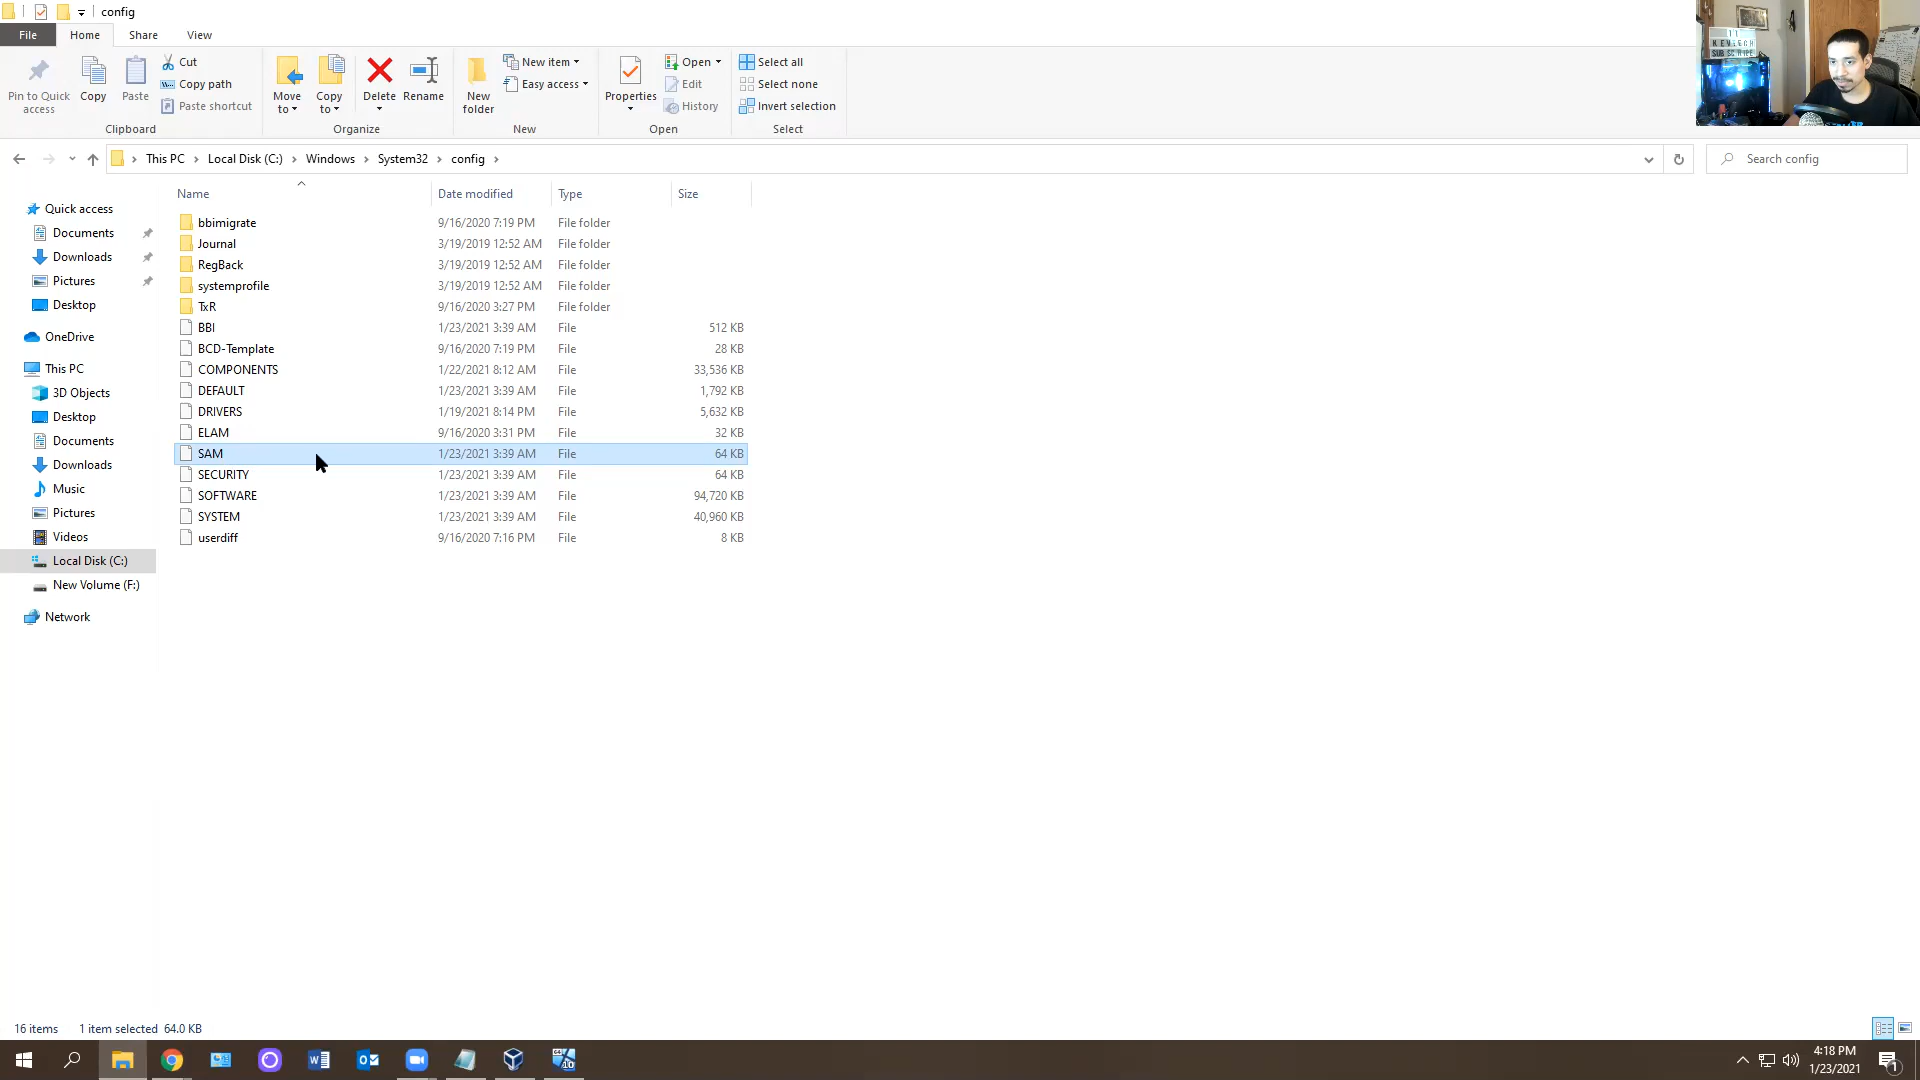 config
File
Home
Share
View
Pin to Quick access
Copy
Paste
Cut
Copy path
Paste shortcut
Clipboard
Move to
Copy to
Delete
Rename
Organize
New folder
New item
Easy access
New
Properties
Open
Edit
History
Open
Select all
Select none
Invert selection
Select
This PC
Local Disk (C:)
Windows
System32
config
Search config
Name
Date modified
Type
Size
Quick access
Documents
Downloads
Pictures
Desktop
OneDrive
This PC
3D Objects
Desktop
Documents
Downloads
Music
Pictures
Videos
Local Disk (C:)
New Volume (F:)
Network
bbimigrate 9/16/2020 7:19 PM File folder
Journal 3/19/2019 12:52 AM File folder
RegBack 3/19/2019 12:52 AM File folder
systemprofile 3/19/2019 12:52 AM File folder
TxR 9/16/2020 3:27 PM File folder
BBI 1/23/2021 3:39 AM File 512 KB
BCD-Template 9/16/2020 7:19 PM File 28 KB
COMPONENTS 1/22/2021 8:12 AM File 33,536 KB
DEFAULT 1/23/2021 3:39 AM File 1,792 KB
DRIVERS 1/19/2021 8:14 PM File 5,632 KB
ELAM 9/16/2020 3:31 PM File 32 KB
SAM 1/23/2021 3:39 AM File 64 KB
SECURITY 1/23/2021 3:39 AM File 64 KB
SOFTWARE 1/23/2021 3:39 AM File 94,720 KB
SYSTEM 1/23/2021 3:39 AM File 40,960 KB
userdiff 9/16/2020 7:16 PM File 8 KB
16 items
1 item selected 64.0 KB
4:18 PM
1/23/2021